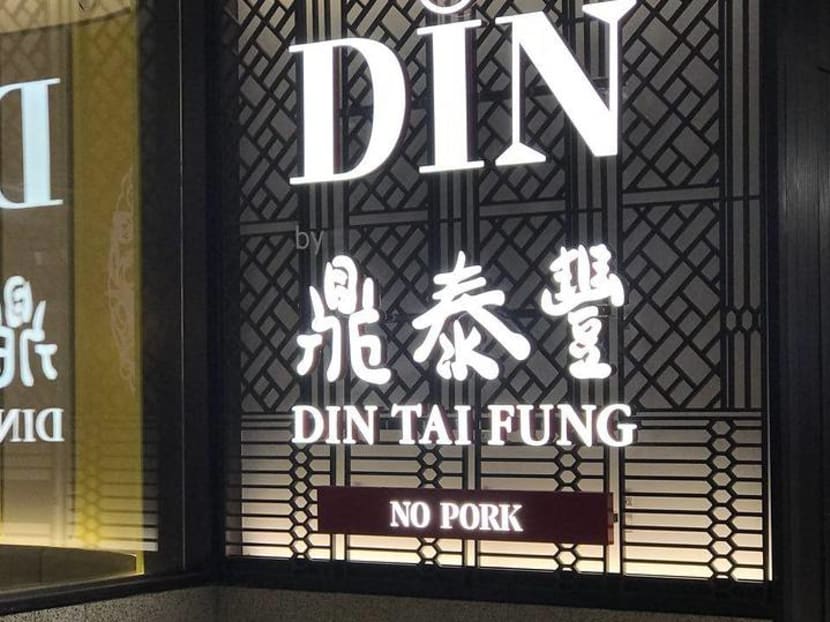 DIN
by
鼎泰豐
DIN TAI FUNG
NO PORK